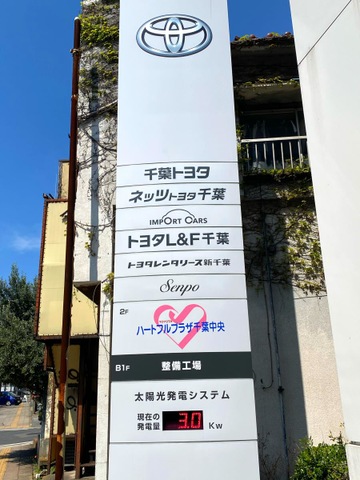 千葉トヨタ
ネッツトヨタ千葉
IMPORT CARS
トヨタL&F千葉
トヨタレンタリース新千葉
Senpo
2F
ハートフルプラザ千葉中央
B1F 整備工場
太陽光発電システム
現在の
発電量 3.0 Kw